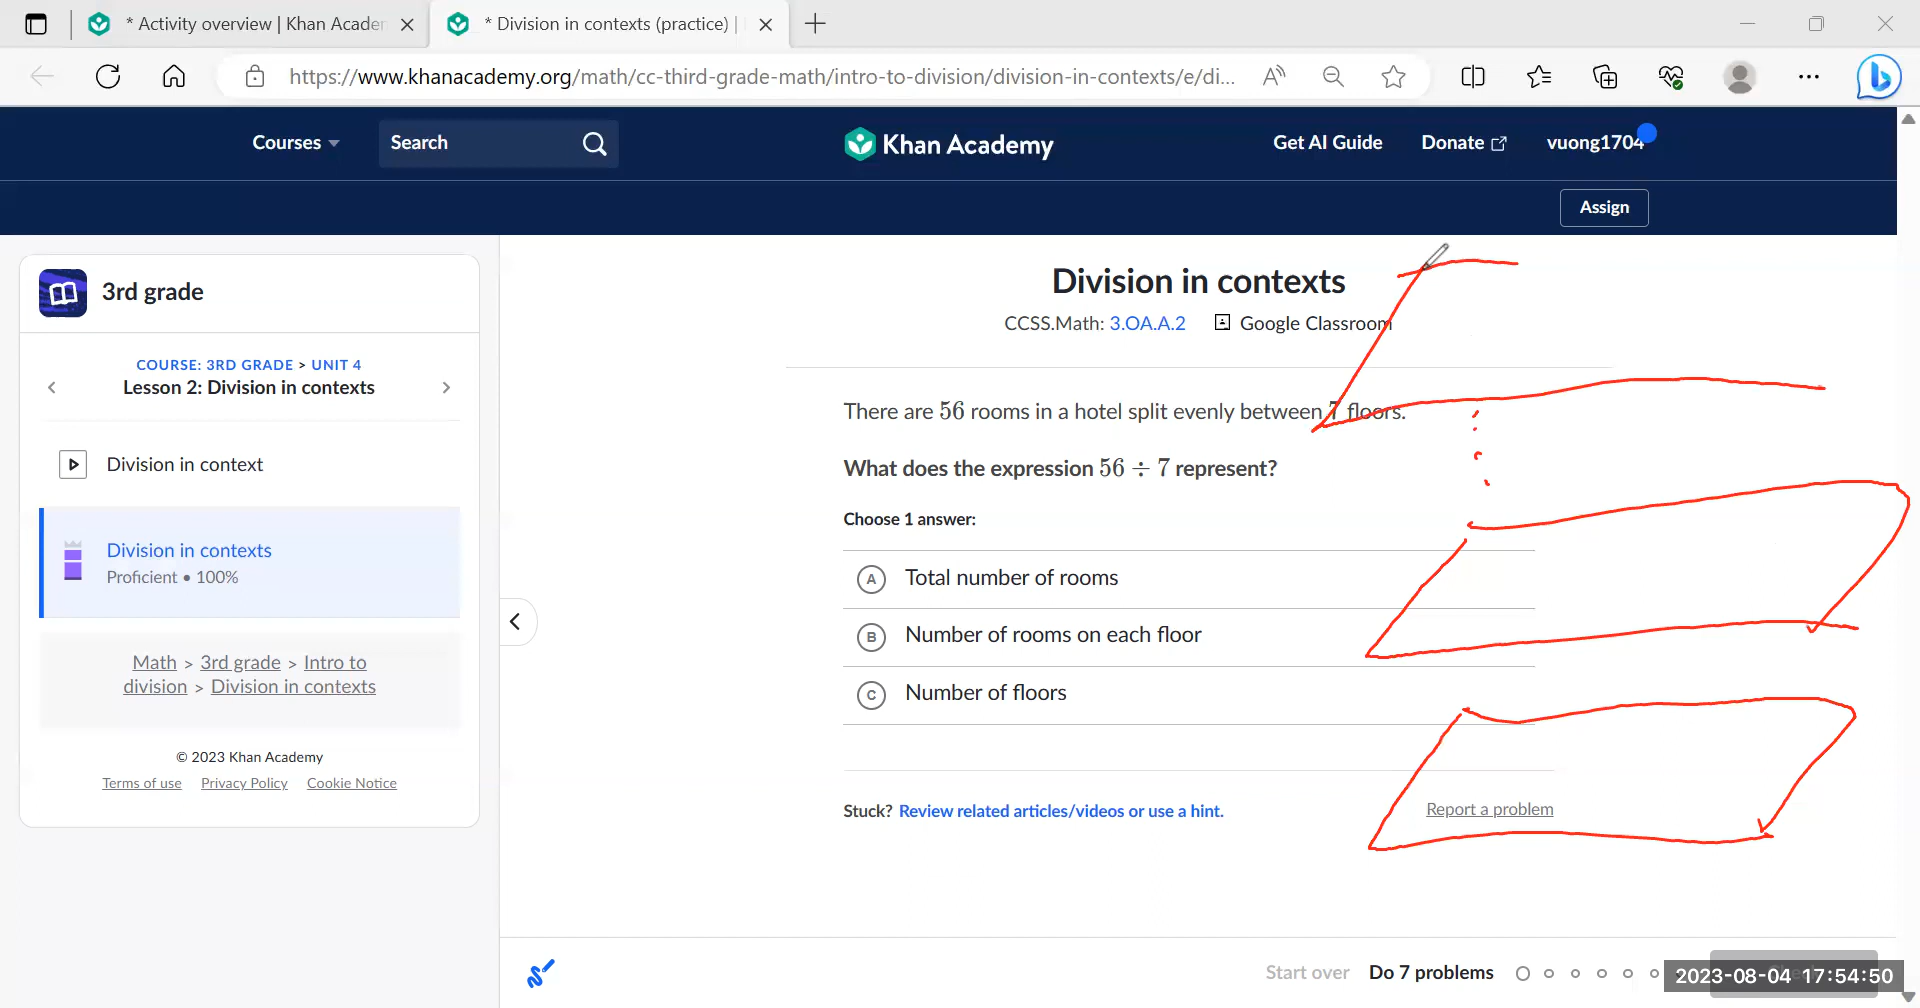 * Activity overview | Khan Academ
* Division in contexts (practice) |
https://www.khanacademy.org/math/cc-third-grade-math/intro-to-division/division-in-contexts/e/di...
Courses
Search
Khan Academy
Get AI Guide
Donate
vuong1704
Assign
3rd grade
COURSE: 3RD GRADE > UNIT 4
Lesson 2: Division in contexts
Division in context
Division in contexts
Proficient • 100%
Math > 3rd grade > Intro to
division > Division in contexts
© 2023 Khan Academy
Terms of use Privacy Policy Cookie Notice
Division in contexts
CCSS.Math: 3.OA.A.2 Google Classroom
There are 56 rooms in a hotel split evenly between 7 floors.
What does the expression 56 ÷ 7 represent?
Choose 1 answer:
A Total number of rooms
B Number of rooms on each floor
C Number of floors
Stuck? Review related articles/videos or use a hint.
Report a problem
Start over Do 7 problems
2023-08-04 17:54:50